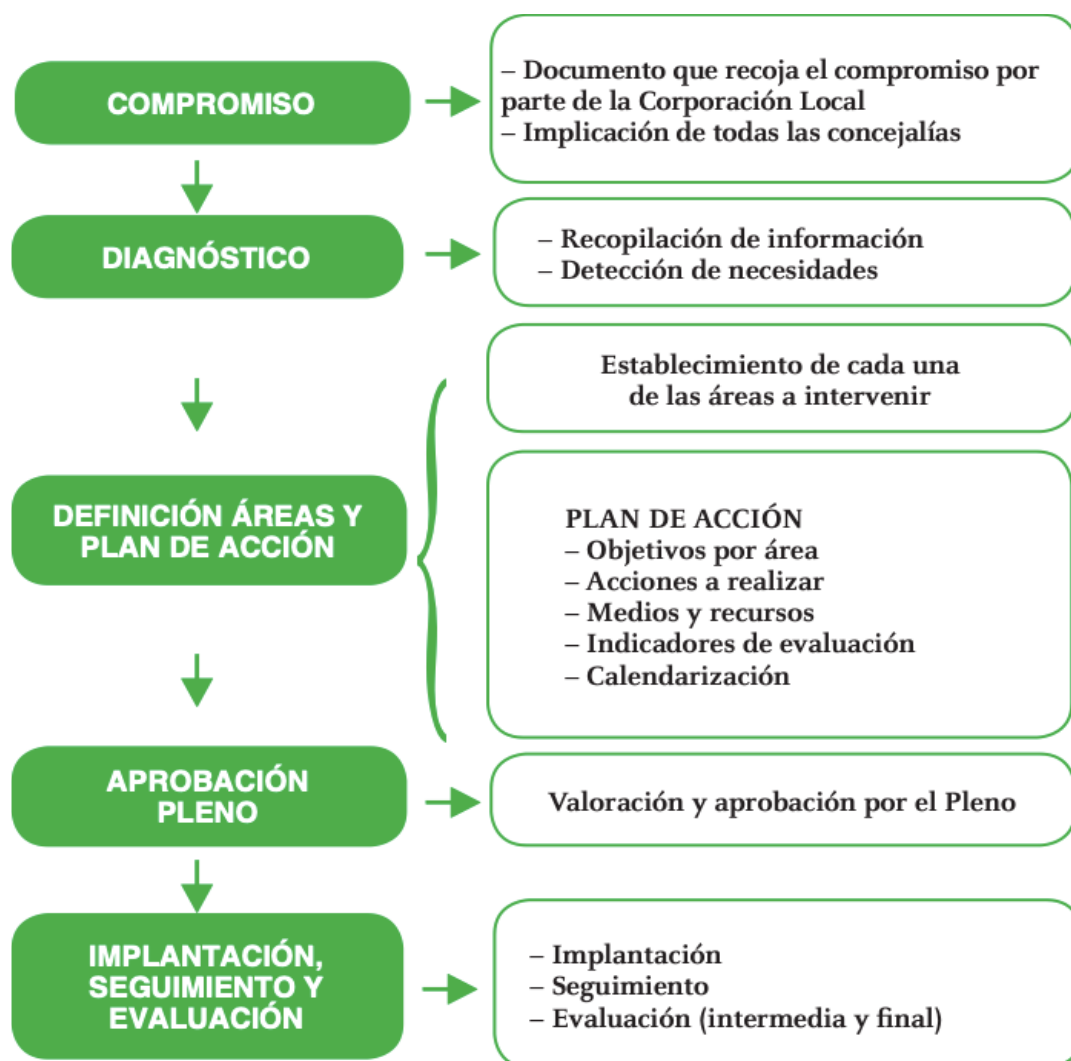 COMPROMISO
– Documento que recoja el compromiso por
parte de la Corporación Local
– Implicación de todas las concejalías
DIAGNÓSTICO
– Recopilación de información
– Detección de necesidades
DEFINICIÓN ÁREAS Y
PLAN DE ACCIÓN
Establecimiento de cada una
de las áreas a intervenir
PLAN DE ACCIÓN
– Objetivos por área
– Acciones a realizar
– Medios y recursos
– Indicadores de evaluación
– Calendarización
APROBACIÓN
PLENO
Valoración y aprobación por el Pleno
IMPLANTACIÓN,
SEGUIMIENTO Y
EVALUACIÓN
– Implantación
– Seguimiento
– Evaluación (intermedia y final)